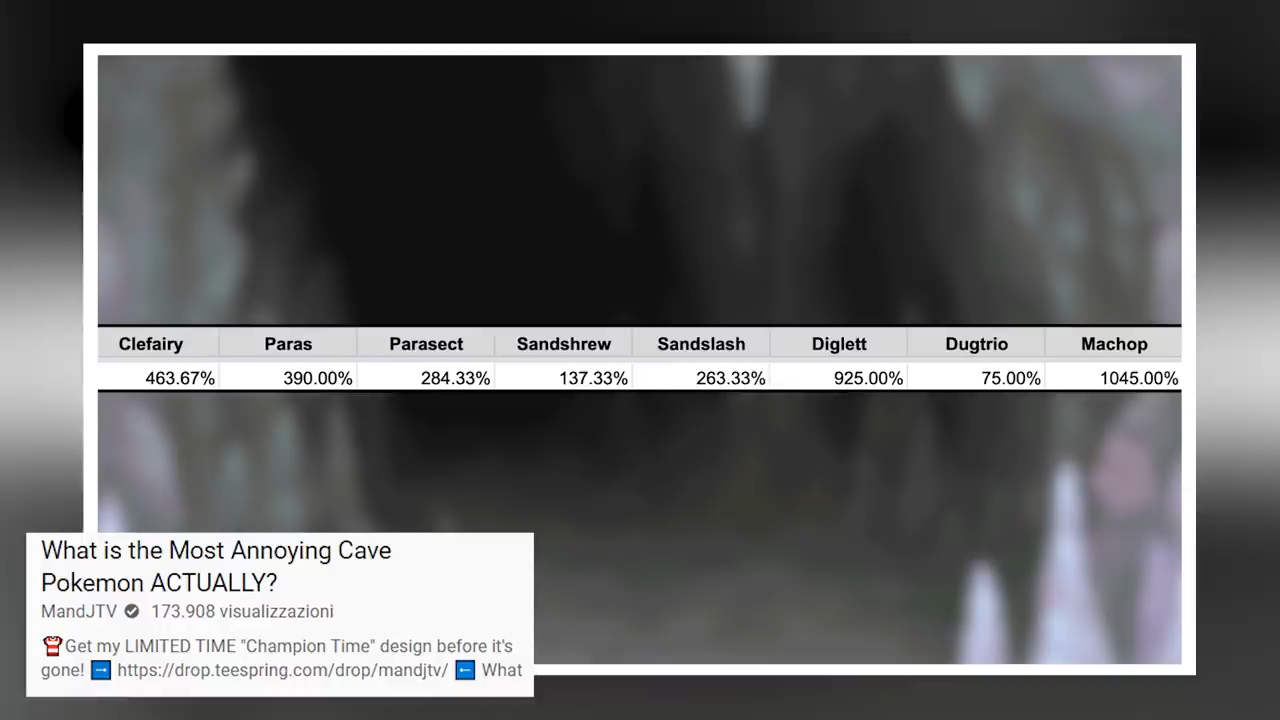 Clefairy Paras Parasect Sandshrew Sandslash Diglett Dugtrio Machop
463.67% 390.00% 284.33% 137.33% 263.33% 925.00% 75.00% 1045.00%
What is the Most Annoying Cave
Pokemon ACTUALLY?
MandJTV 173.908 visualizzazioni
Get my LIMITED TIME "Champion Time" design before it's
gone! https://drop.teespring.com/drop/mandjtv/ What